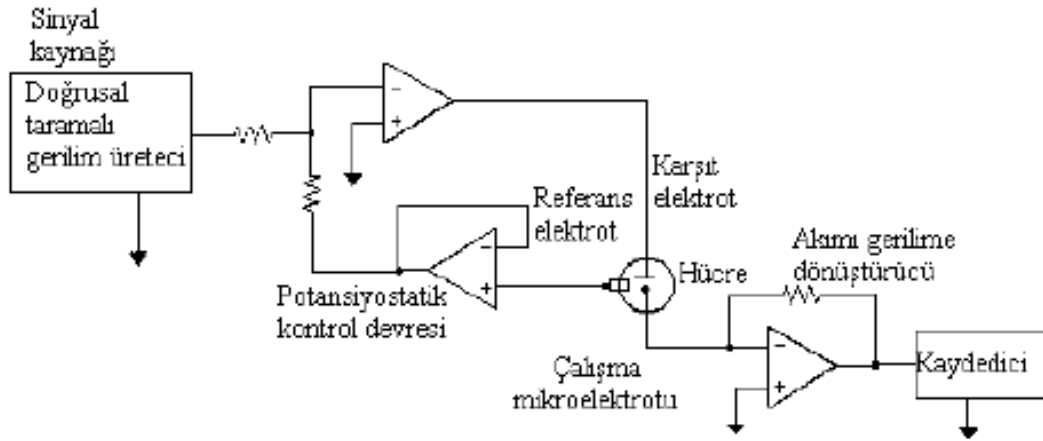 Sinyal
kaynağı
Doğrusal
taramalı
gerilim üreteci
−
+
Karşıt
elektrot
Referans
elektrot
−
+
Potansiyostatik
kontrol devresi
Hücre
Akımı gerilime
dönüştürücü
Çalışma
mikroelektrotu
−
+
Kaydedici